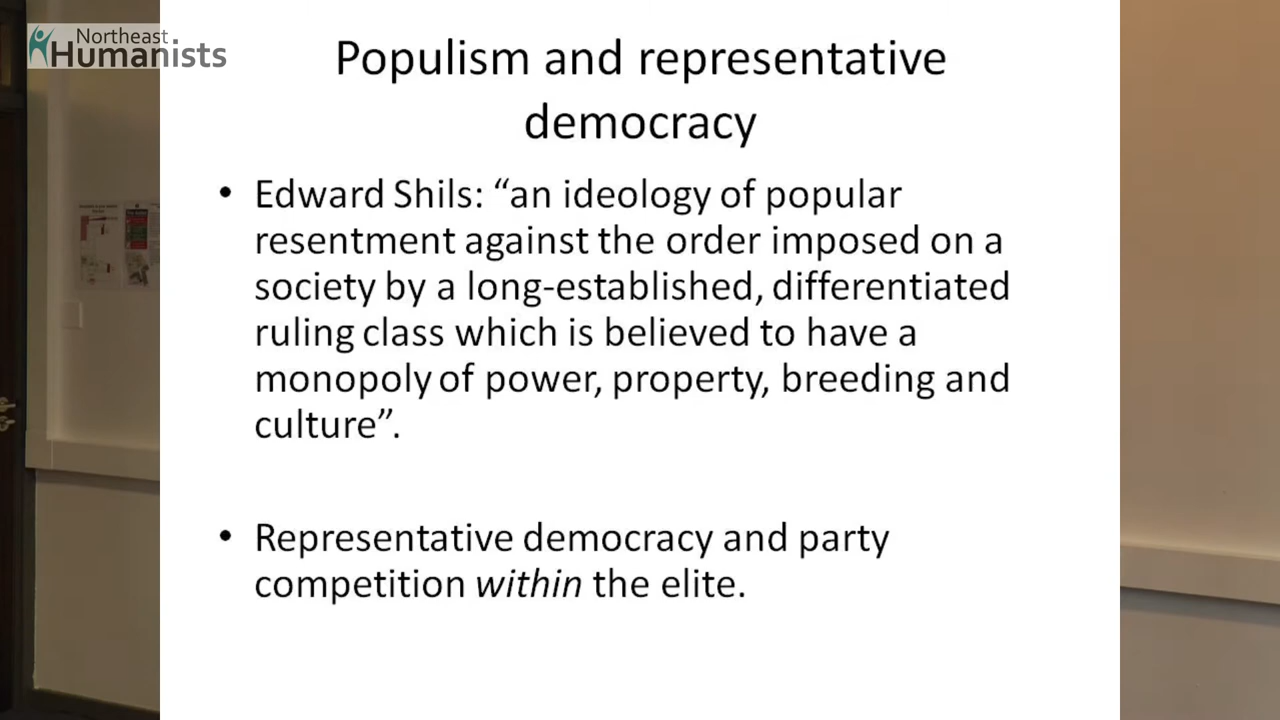 Northeast
Humanists
Populism and representative
democracy
• Edward Shils: “an ideology of popular
resentment against the order imposed on a
society by a long-established, differentiated
ruling class which is believed to have a
monopoly of power, property, breeding and
culture”.
• Representative democracy and party
competition within the elite.